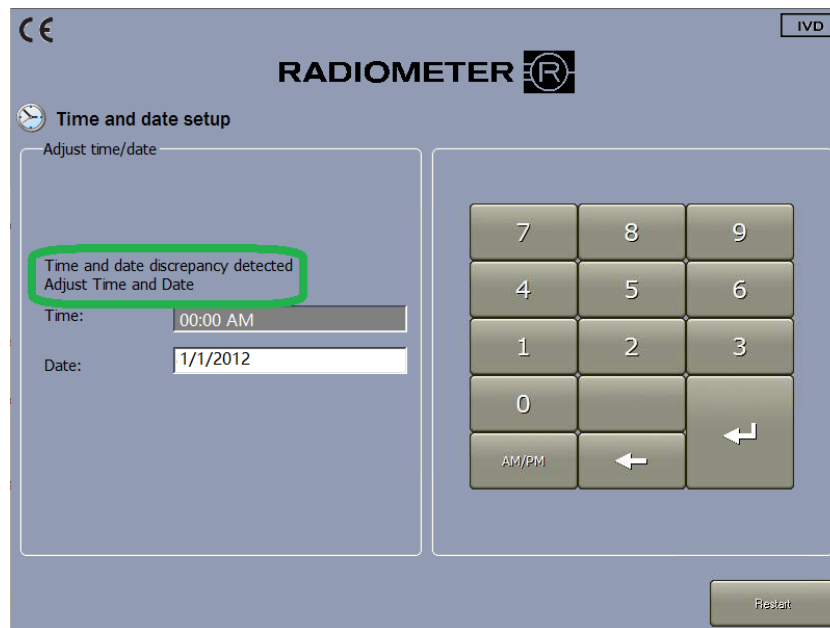 CE
IVD
RADIOMETER R
Time and date setup
Adjust time/date
Time and date discrepancy detected
Adjust Time and Date
Time: 00:00 AM
Date: 1/1/2012
7 8 9
4 5 6
1 2 3
0
AM/PM
Restart